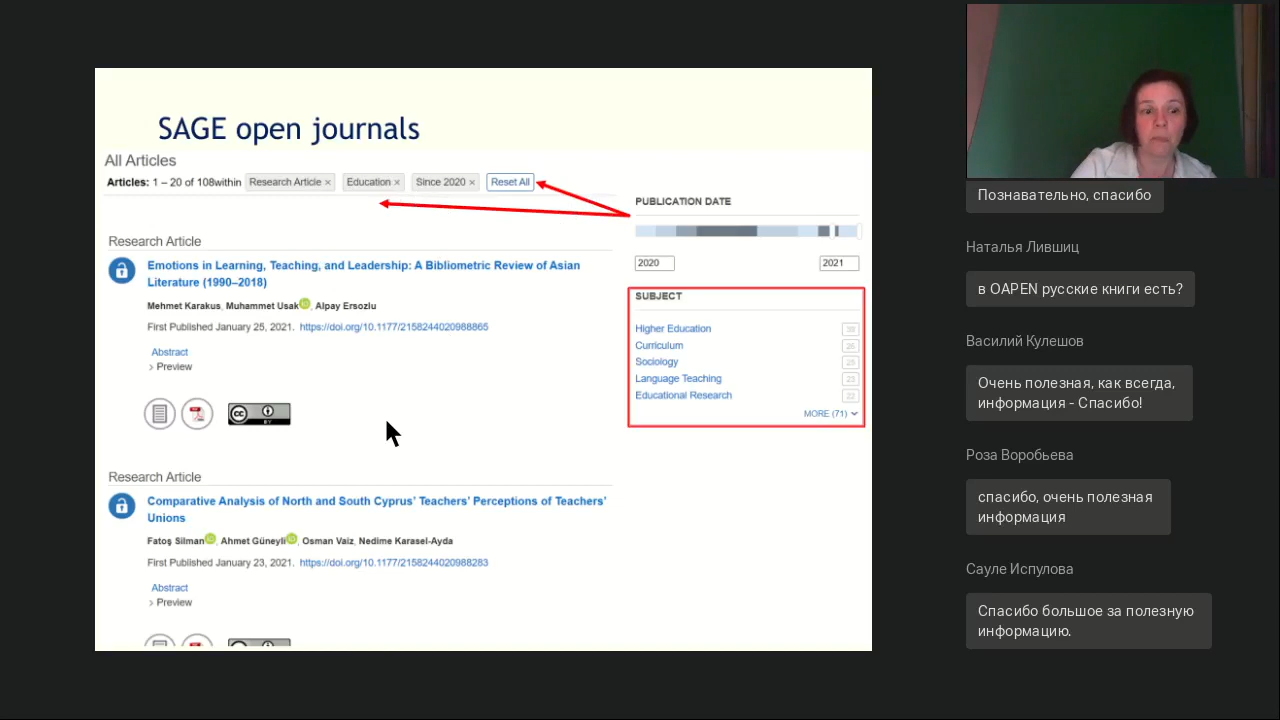 SAGE open journals
All Articles
Articles: 1 – 20 of 108within Research Article × Education × Since 2020 × Reset All
Research Article
Emotions in Learning, Teaching, and Leadership: A Bibliometric Review of Asian
Literature (1990–2018)
Mehmet Karakus, Muhammet Usak, Alpay Ersozlu
First Published January 25, 2021. https://doi.org/10.1177/2158244020988865
Abstract
› Preview
CC
BY
Research Article
Comparative Analysis of North and South Cyprus' Teachers' Perceptions of Teachers'
Unions
Fatoş Silman, Ahmet Güneyli, Osman Vaiz, Nedime Karasel-Ayda
First Published January 23, 2021. https://doi.org/10.1177/2158244020988283
Abstract
› Preview
PUBLICATION DATE
2020 2021
SUBJECT
Higher Education
Curriculum
Sociology
Language Teaching 23
Educational Research 22
MORE (71)
Познавательно, спасибо
Наталья Лившиц
в OAPEN русские книги есть?
Василий Кулешов
Очень полезная, как всегда,
информация - Спасибо!
Роза Воробьева
спасибо, очень полезная
информация
Сауле Испулова
Спасибо большое за полезную
информацию.